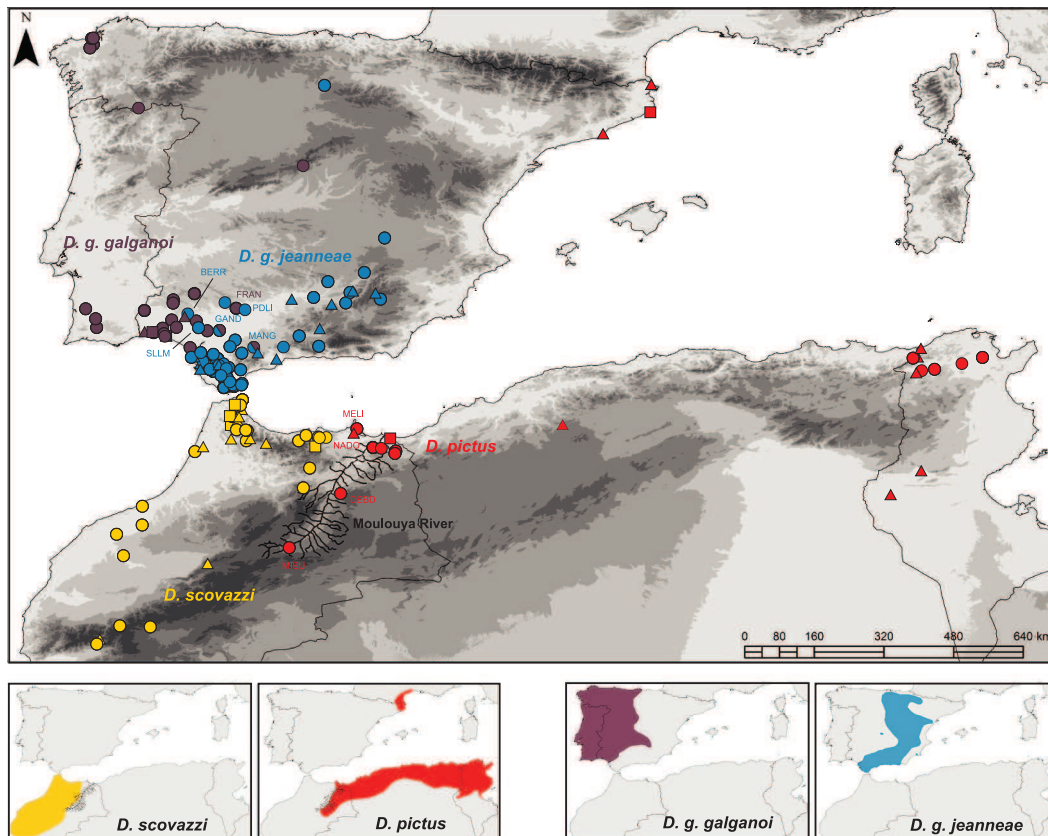 N
D. g. galganoi
D. g. jeanneae
BERR
FRAN
PDLI
GAND
MANG
SLLM
MELI
NADO
D. pictus
Moulouya River
D. scovazzi
0 80 160 320 480 640 km
D. scovazzi
D. pictus
D. g. galganoi
D. g. jeanneae